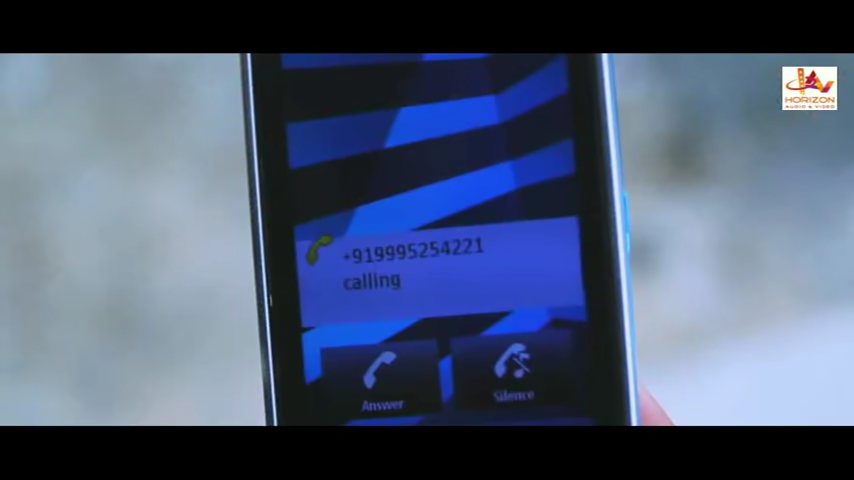 HORIZON
AUDIO & VIDEO
+919995254221
calling
Answer
Silence